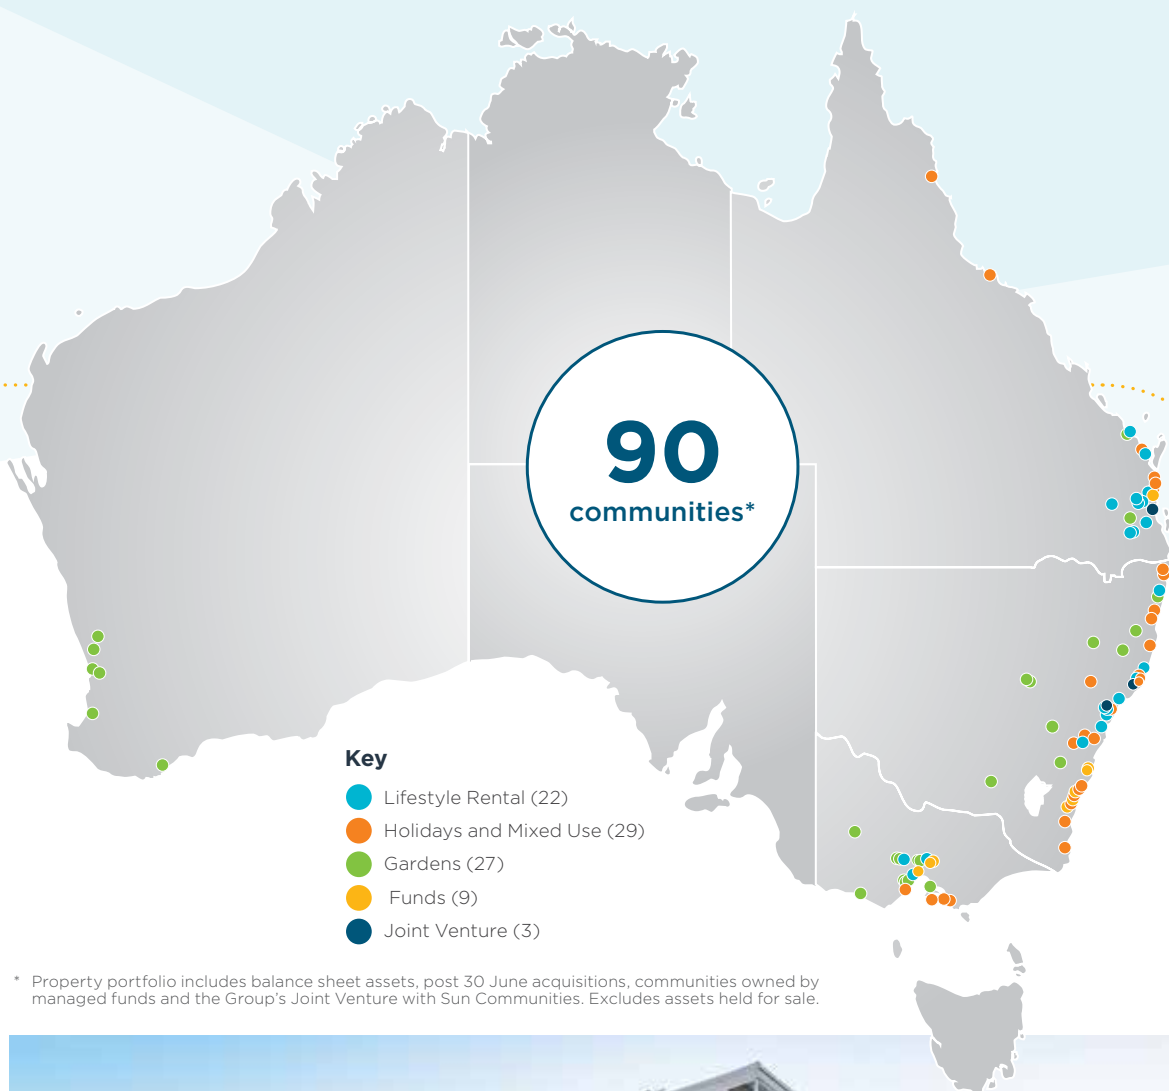 90
communities*
Key
Lifestyle Rental (22)
Holidays and Mixed Use (29)
Gardens (27)
Funds (9)
Joint Venture (3)
* Property portfolio includes balance sheet assets, post 30 June acquisitions, communities owned by
managed funds and the Group's Joint Venture with Sun Communities. Excludes assets held for sale.